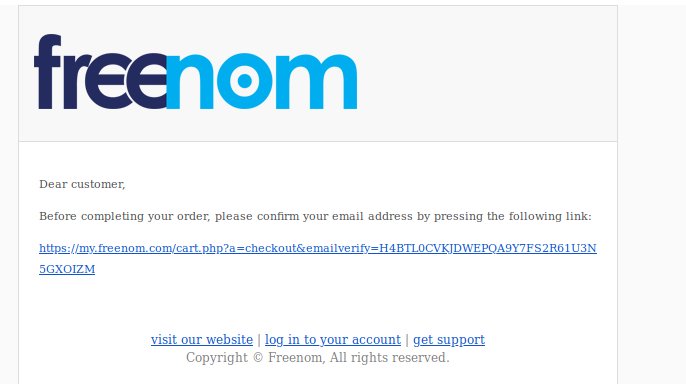 freenom
Dear customer,
Before completing your order, please confirm your email address by pressing the following link:
https://my.freenom.com/cart.php?a=checkout&emailverify=H4BTL0CVKJDWEPQA9Y7FS2R61U3N
5GXOIZM
visit our website | log in to your account | get support
Copyright © Freenom, All rights reserved.